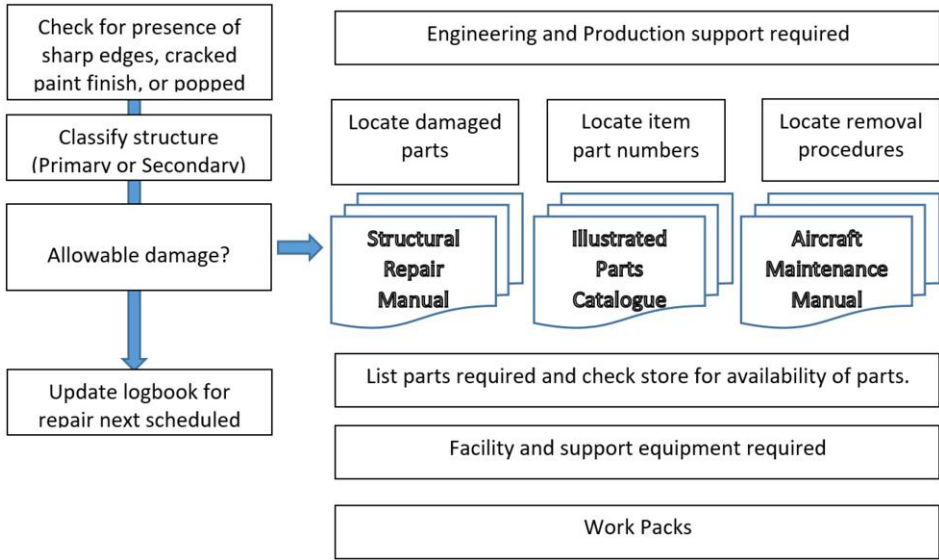 Check for presence of
sharp edges, cracked
paint finish, or popped
Classify structure
(Primary or Secondary)
Allowable damage?
Update logbook for
repair next scheduled
Engineering and Production support required
Locate damaged
parts
Locate item
part numbers
Locate removal
procedures
Structural
Repair
Manual
Illustrated
Parts
Catalogue
Aircraft
Maintenance
Manual
List parts required and check store for availability of parts.
Facility and support equipment required
Work Packs